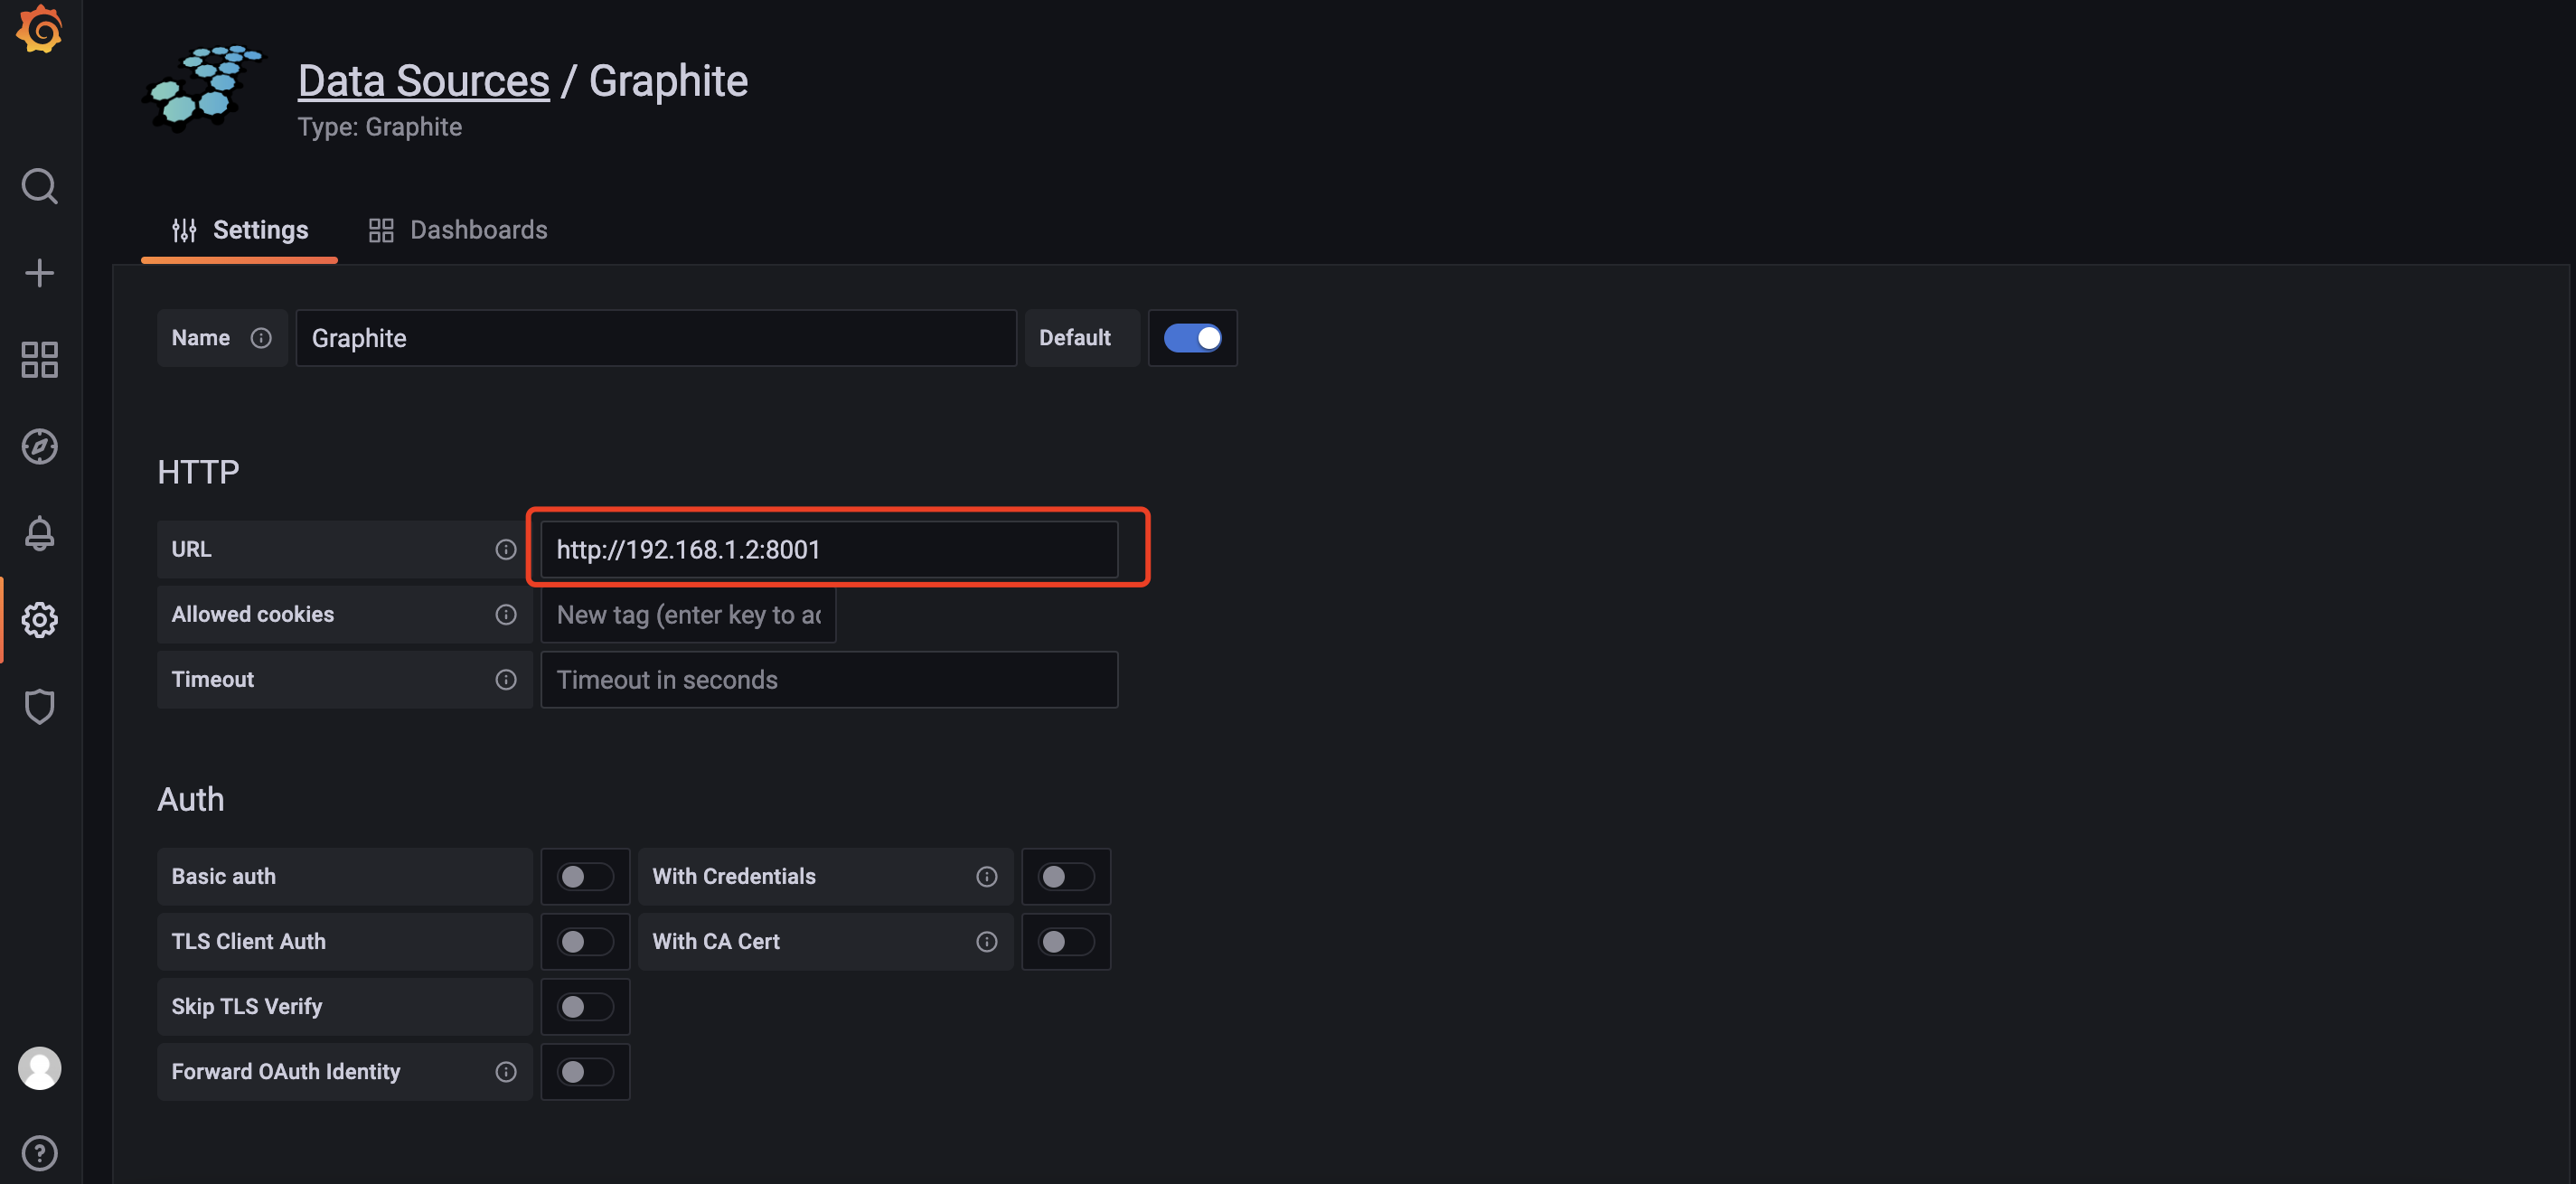 Data Sources / Graphite
Type: Graphite
Settings
Dashboards
Name
Graphite
Default
HTTP
URL
http://192.168.1.2:8001
Allowed cookies
New tag (enter key to ac
Timeout
Timeout in seconds
Auth
Basic auth
With Credentials
TLS Client Auth
With CA Cert
Skip TLS Verify
Forward OAuth Identity